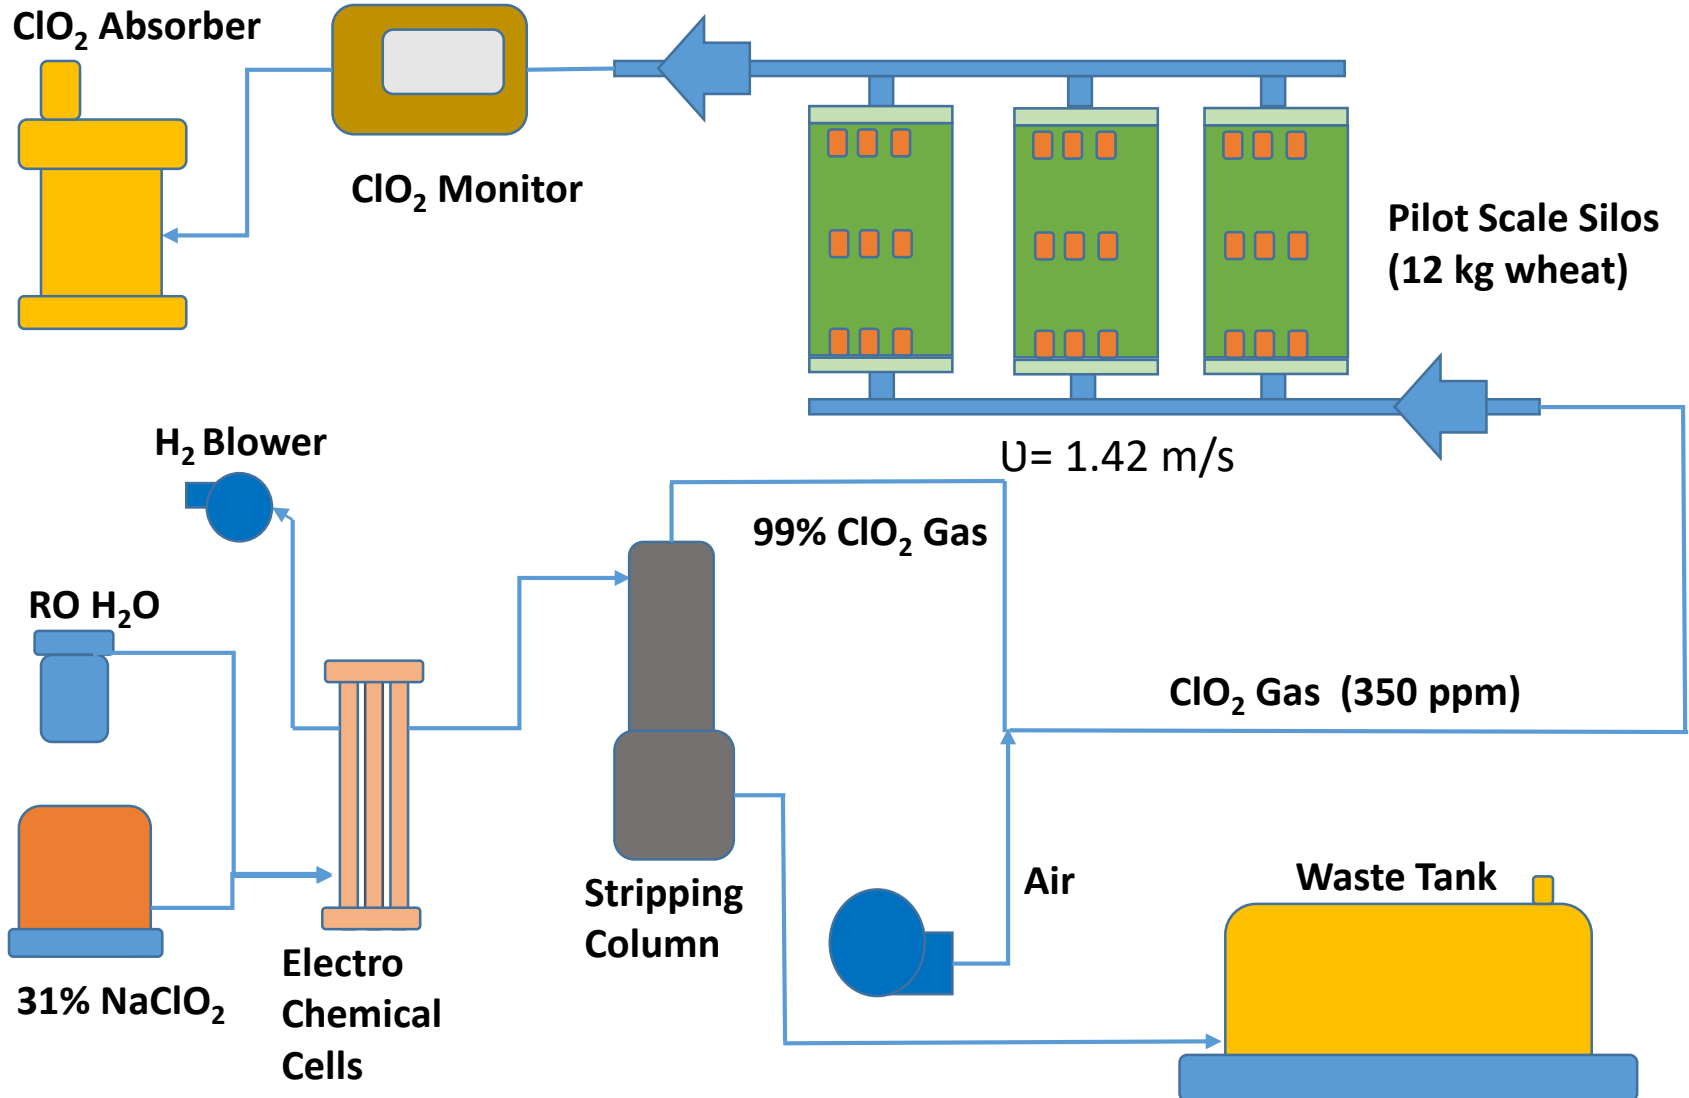 ClO₂ Absorber
ClO₂ Monitor
Pilot Scale Silos
(12 kg wheat)
H₂ Blower
Ʋ= 1.42 m/s
99% ClO₂ Gas
RO H₂O
ClO₂ Gas (350 ppm)
Stripping
Column
Air
Waste Tank
31% NaClO₂
Electro
Chemical
Cells